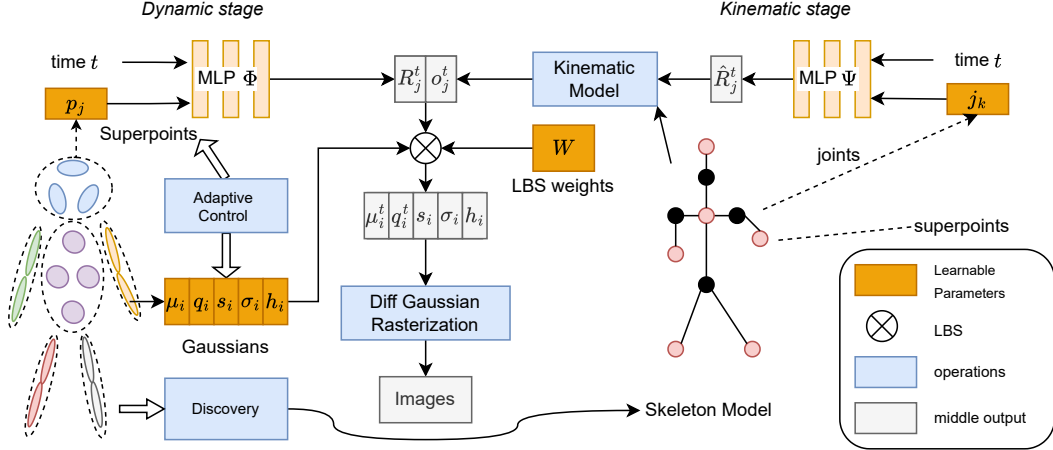 Dynamic stage
Kinematic stage
time t
MLP Φ
R_j^t o_j^t
Kinematic
Model
R̂_j^t
MLP Ψ
time t
p_j
Superpoints
j_k
Adaptive
Control
W
LBS weights
joints
μ_i^t q_i^t s_i σ_i h_i
superpoints
μ_i q_i s_i σ_i h_i
Gaussians
Diff Gaussian
Rasterization
Learnable
Parameters
LBS
operations
middle output
Discovery
Images
Skeleton Model